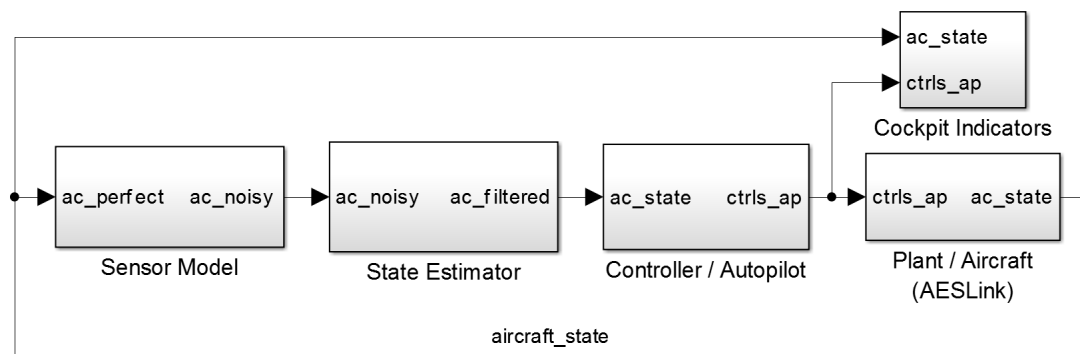 ac_state
ctrls_ap
Cockpit Indicators
ac_perfect ac_noisy
Sensor Model
ac_noisy ac_filtered
State Estimator
ac_state ctrls_ap
Controller / Autopilot
ctrls_ap ac_state
Plant / Aircraft
(AESLink)
aircraft_state